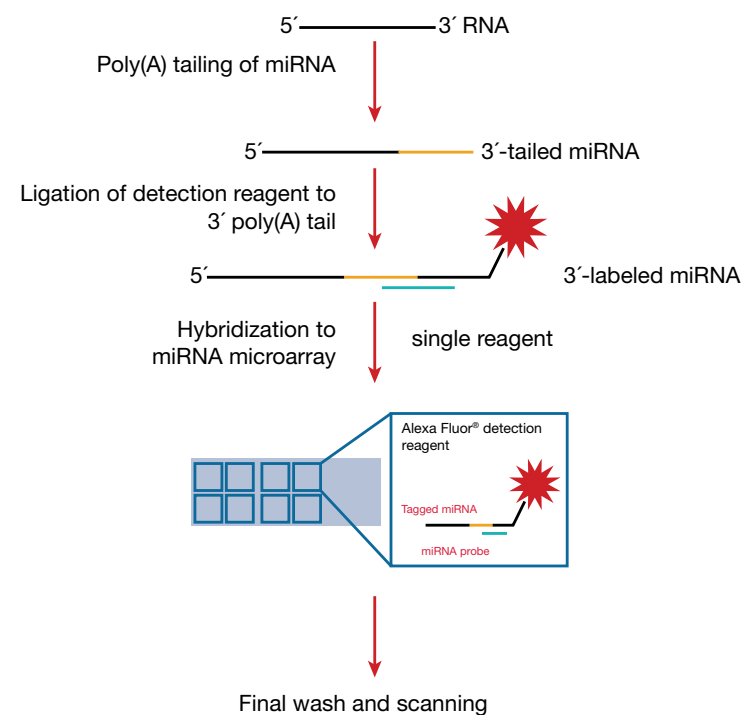 5´ 3´ RNA
Poly(A) tailing of miRNA
5´ 3´-tailed miRNA
Ligation of detection reagent to
3´ poly(A) tail
5´ 3´-labeled miRNA
Hybridization to
miRNA microarray
single reagent
Alexa Fluor® detection
reagent
Tagged miRNA
miRNA probe
Final wash and scanning